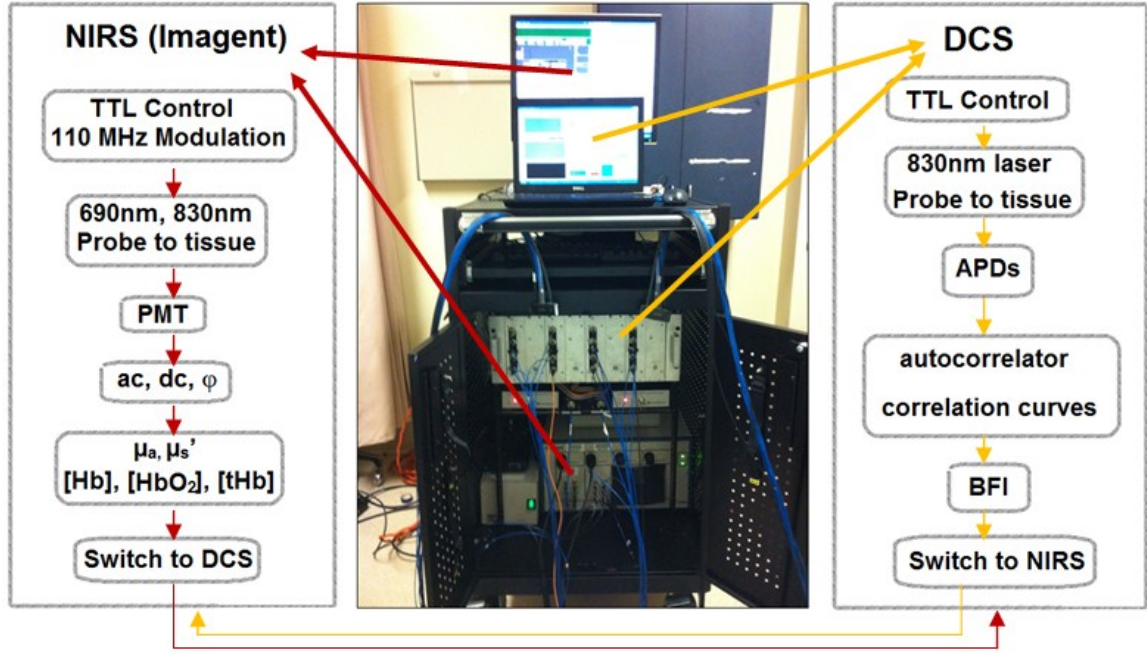 NIRS (Imagent)
TTL Control
110 MHz Modulation
690nm, 830nm
Probe to tissue
PMT
ac, dc, φ
μa, μs’
[Hb], [HbO2], [tHb]
Switch to DCS
DELL
DCS
TTL Control
830nm laser
Probe to tissue
APDs
autocorrelator
correlation curves
BFI
Switch to NIRS